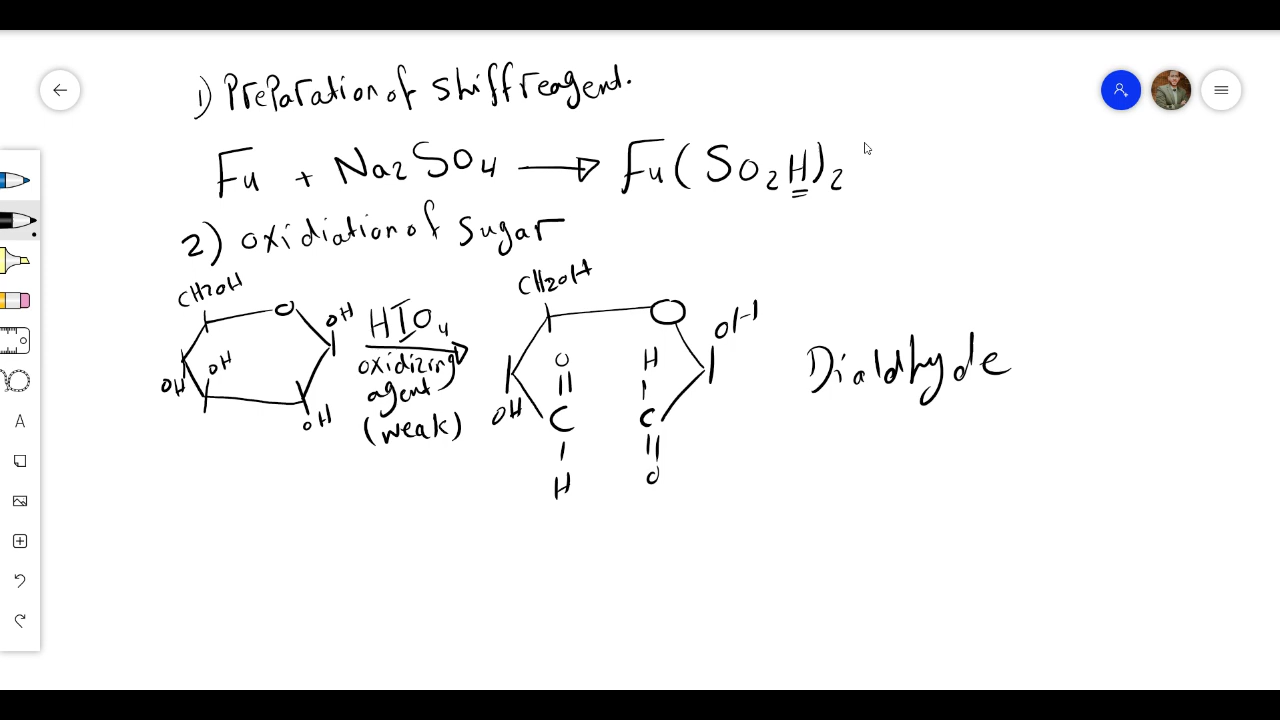 1) Preparation of shiff reagent.
Fu + Na2SO4 → Fu(SO2H)2
2) oxidiation of sugar
CH2OH
O
OH
OH
OH
OH
HIO4
oxidizing
agent
(weak)
CH2OH
O
OH
O
H
OH
C
C
H
O
Dialdhyde
A